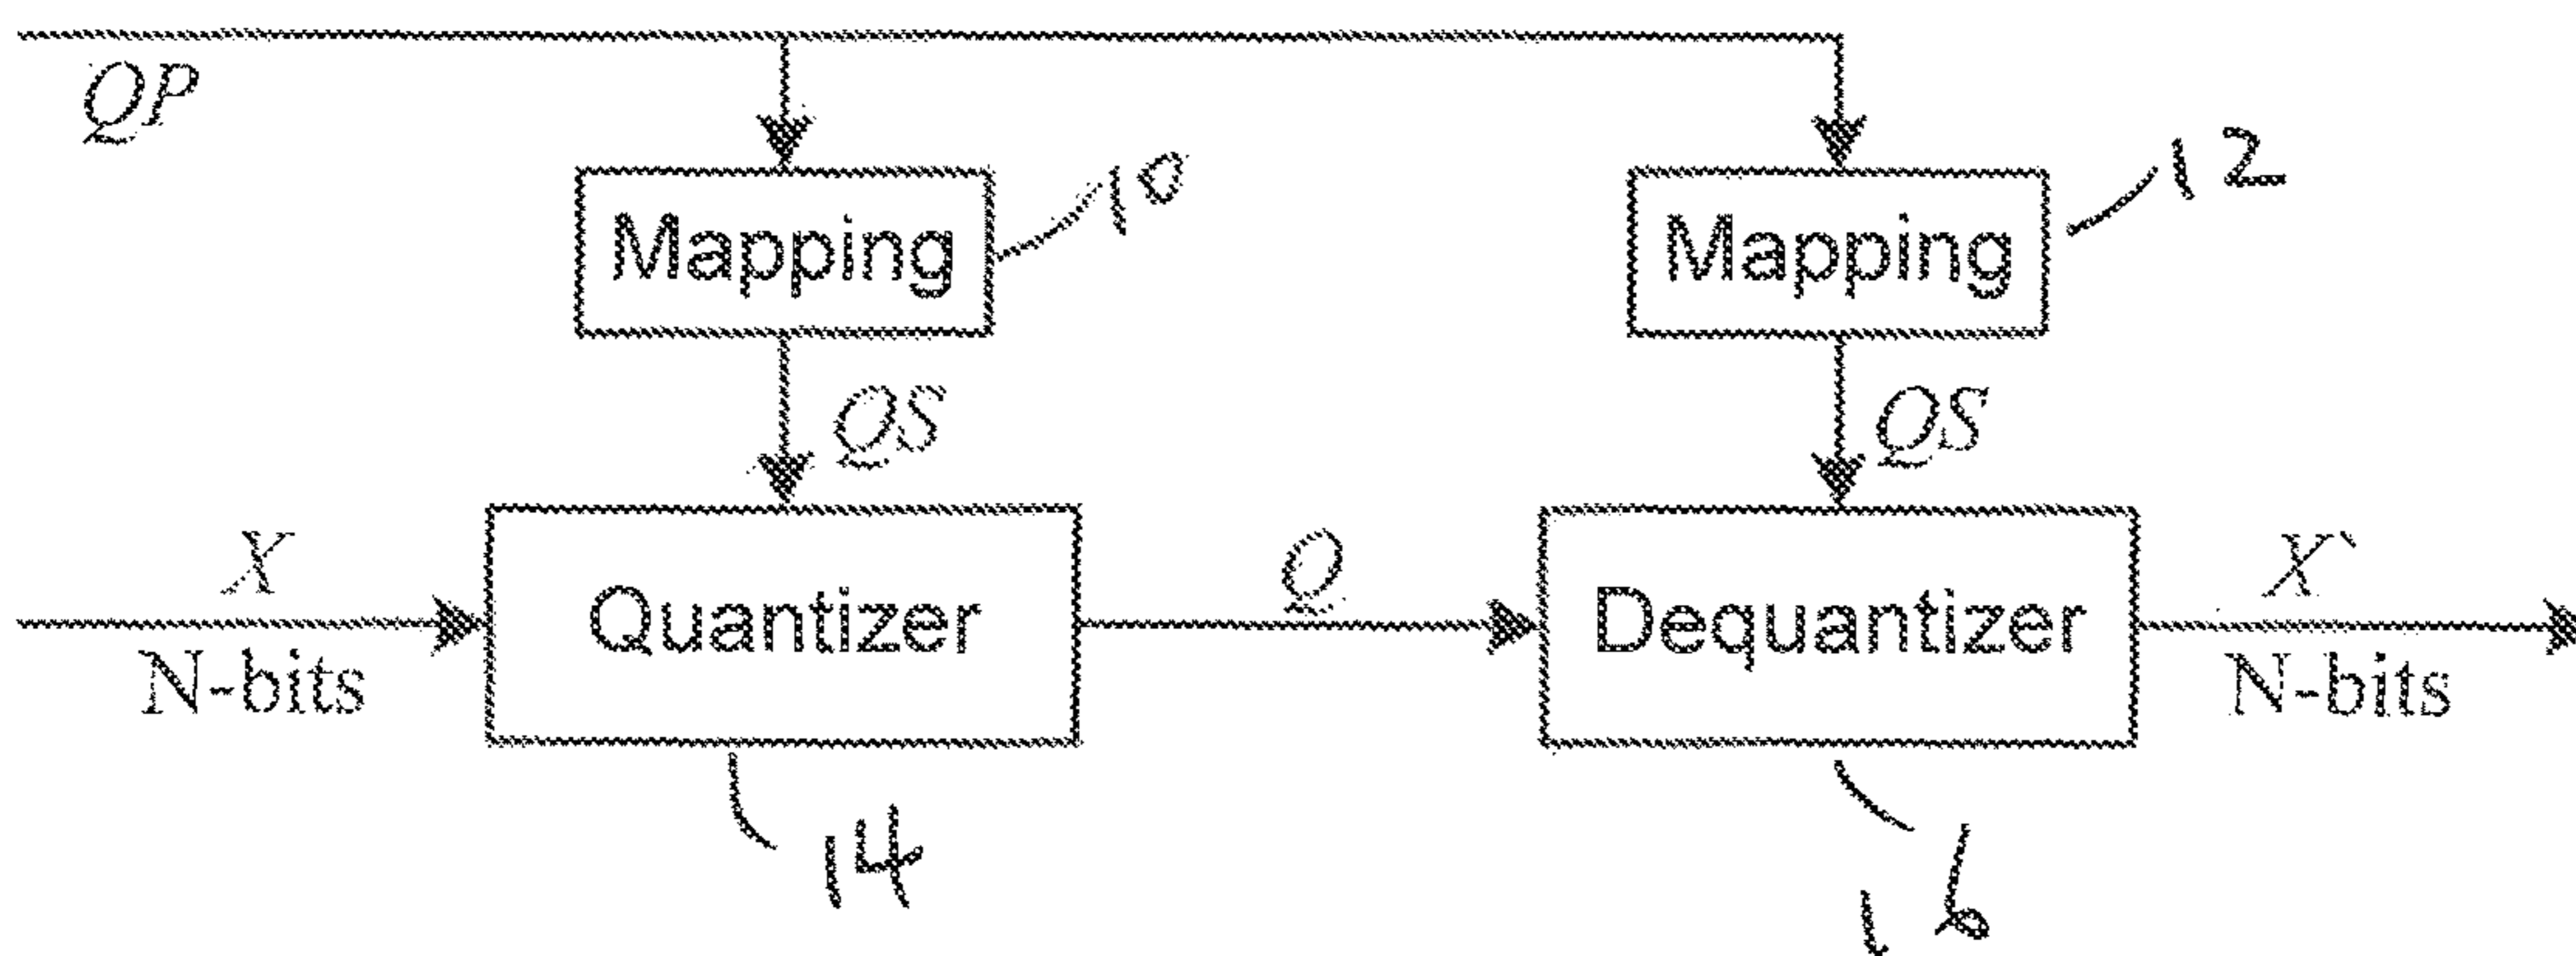 QP
10
12
Mapping
Mapping
QS
QS
X
Q
X`
Quantizer
Dequantizer
N-bits
N-bits
14
16